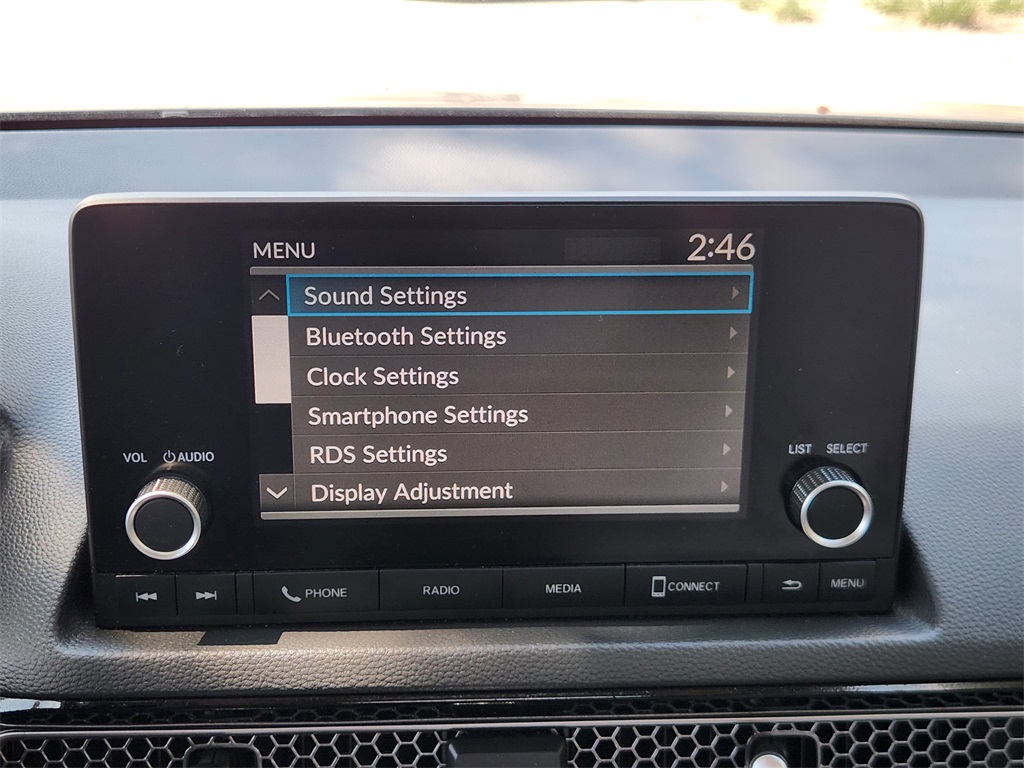 MENU 2:46
Sound Settings
Bluetooth Settings
Clock Settings
Smartphone Settings
RDS Settings
Display Adjustment
VOL AUDIO
LIST SELECT
PHONE RADIO MEDIA CONNECT MENU